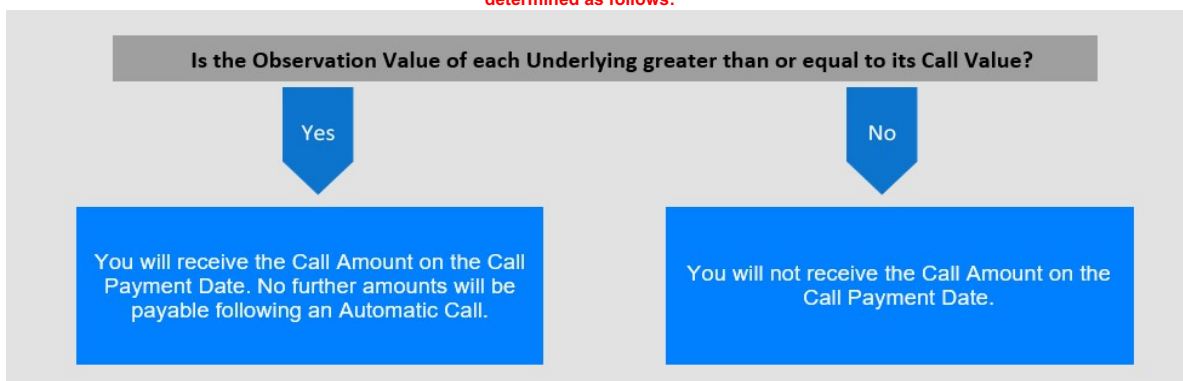 determined as follows:
Is the Observation Value of each Underlying greater than or equal to its Call Value?
Yes
No
You will receive the Call Amount on the Call
Payment Date. No further amounts will be
payable following an Automatic Call.
You will not receive the Call Amount on the
Call Payment Date.